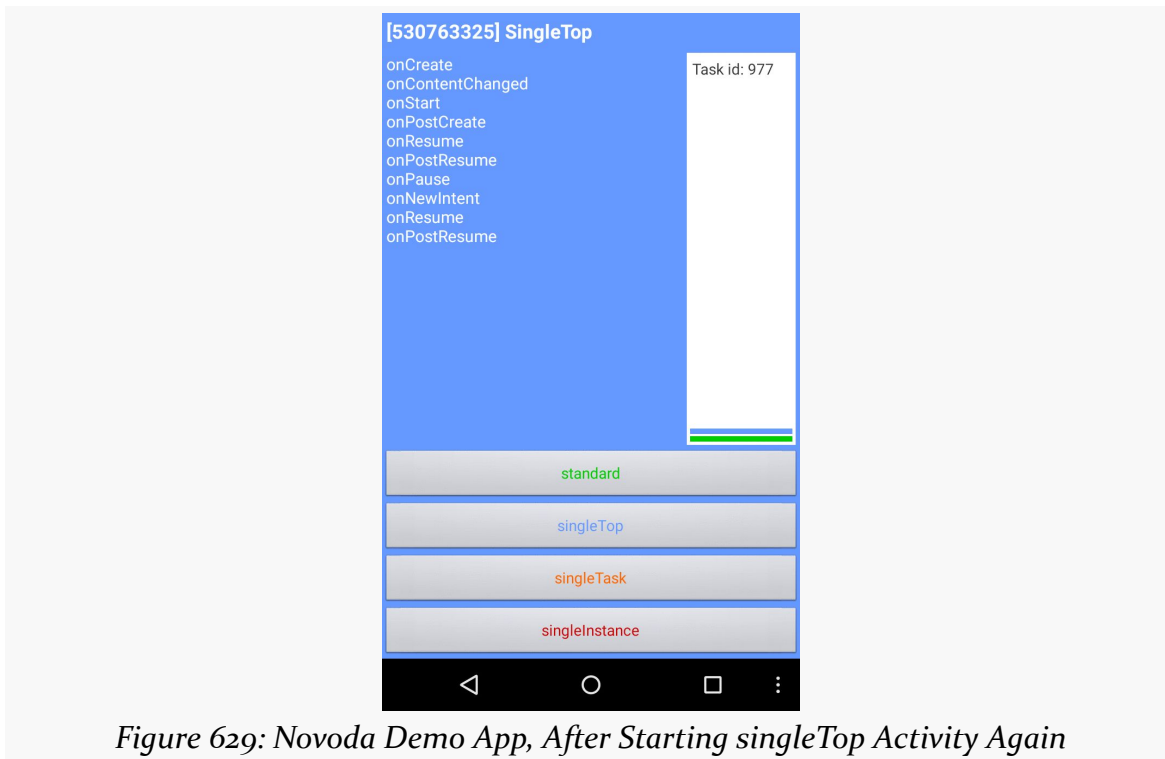 [530763325] SingleTop
onCreate
onContentChanged
onStart
onPostCreate
onResume
onPostResume
onPause
onNewIntent
onResume
onPostResume
Task id: 977
standard
singleTop
singleTask
singleInstance
Figure 629: Novoda Demo App, After Starting singleTop Activity Again